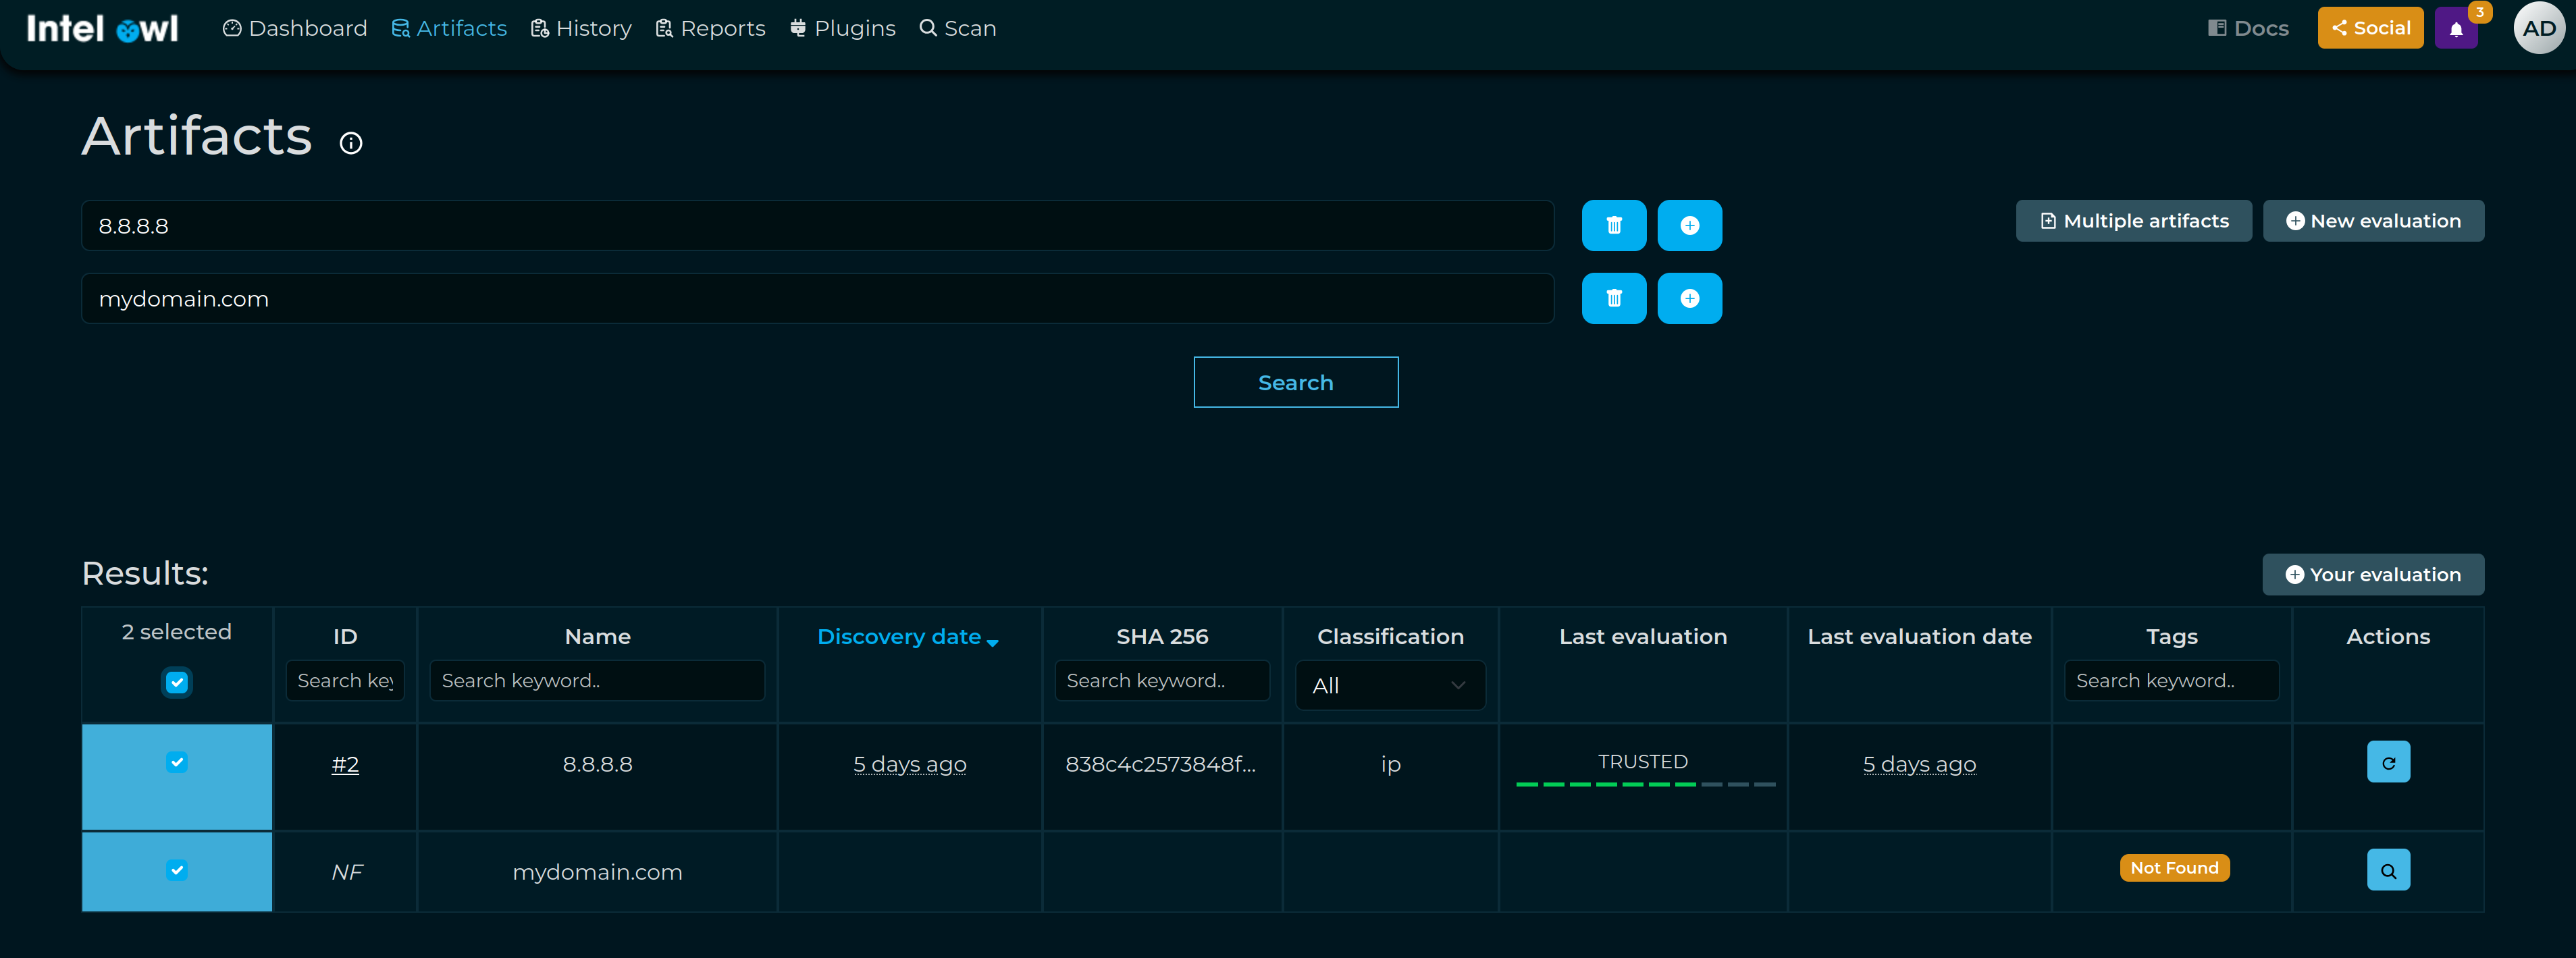 Intel Owl
Dashboard Artifacts History Reports Plugins Scan Docs Social 3 AD
Artifacts
8.8.8.8
Multiple artifacts New evaluation
mydomain.com
Search
Results:
Your evaluation
2 selected ID Name Discovery date SHA 256 Classification Last evaluation Last evaluation date Tags Actions
Search key Search keyword.. Search keyword.. All Search keyword..
#2 8.8.8.8 5 days ago 838c4c2573848f... ip TRUSTED 5 days ago
NF mydomain.com Not Found